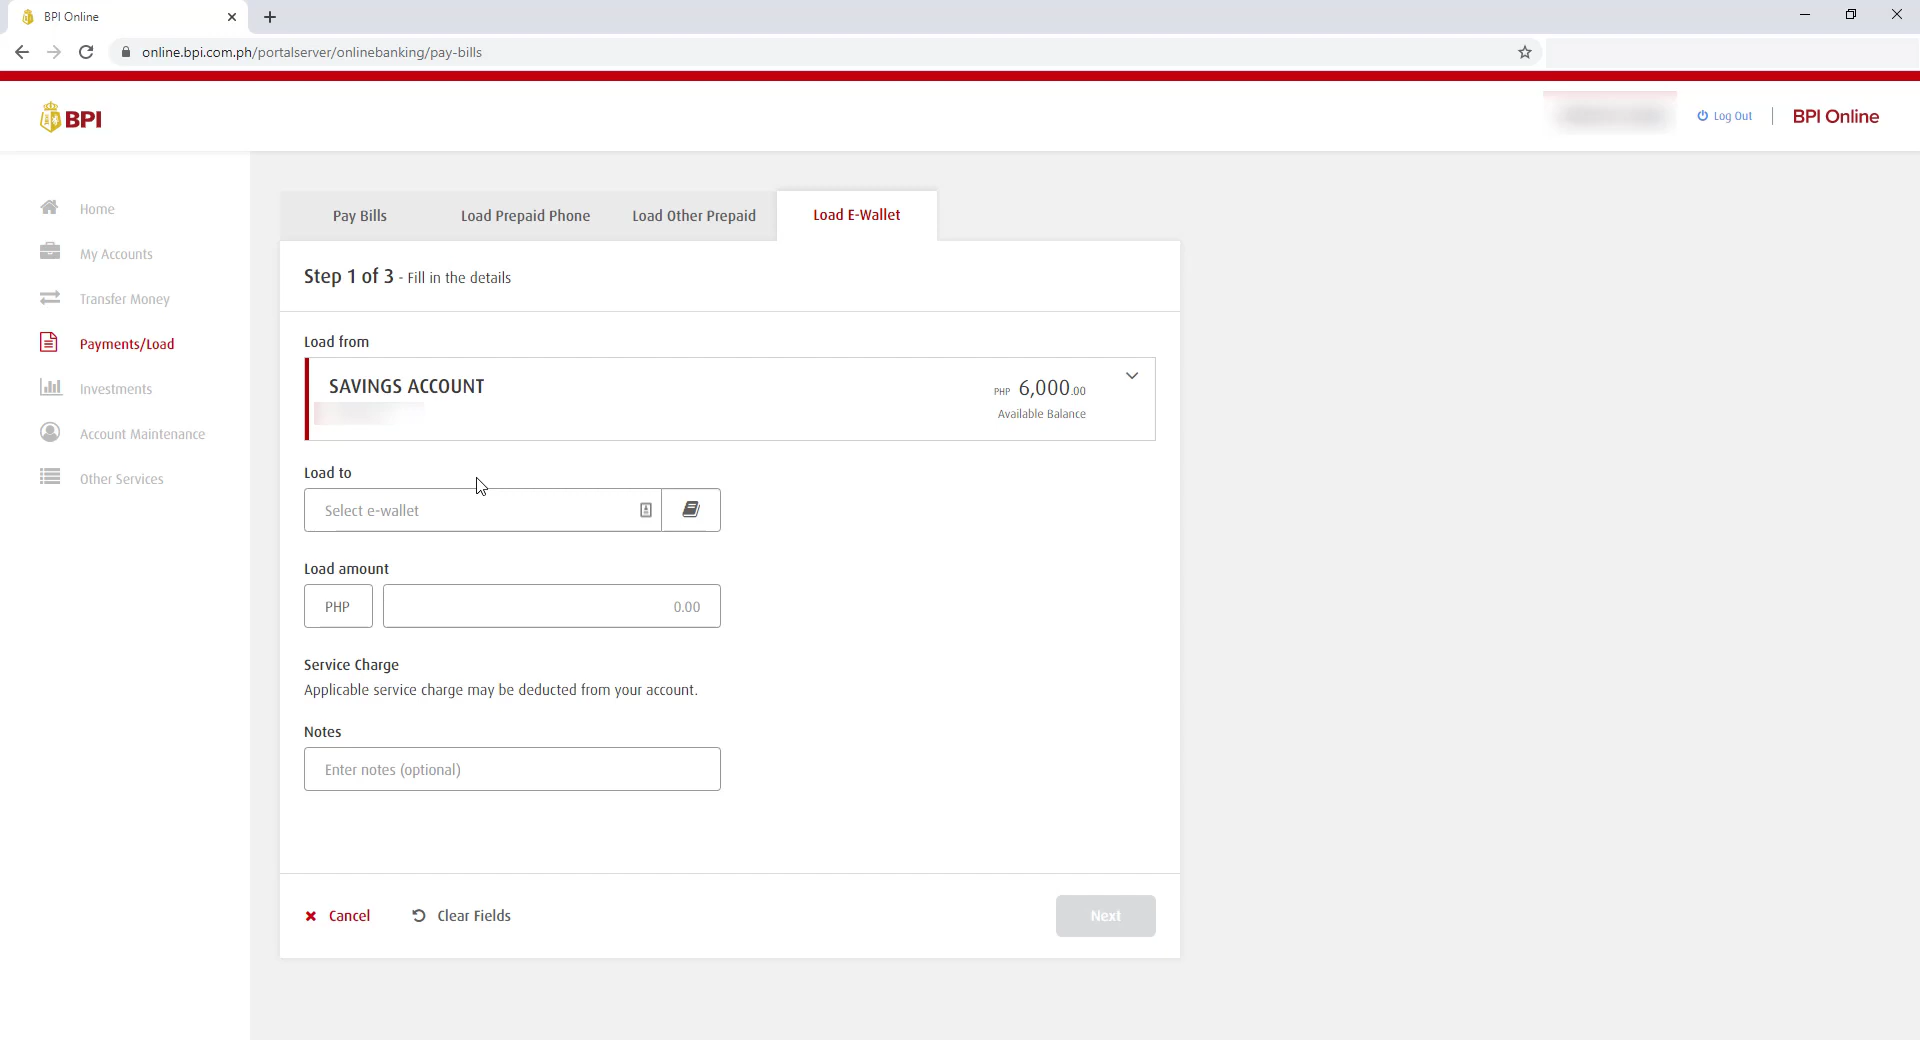 BPI Online
online.bpi.com.ph/portalserver/onlinebanking/pay-bills
BPI
Log Out
BPI Online
Home
My Accounts
Transfer Money
Payments/Load
Investments
Account Maintenance
Other Services
Pay Bills
Load Prepaid Phone
Load Other Prepaid
Load E-Wallet
Step 1 of 3 - Fill in the details
Load from
SAVINGS ACCOUNT
PHP 6,000.00
Available Balance
Load to
Select e-wallet
Load amount
PHP
0.00
Service Charge
Applicable service charge may be deducted from your account.
Notes
Enter notes (optional)
Cancel
Clear Fields
Next